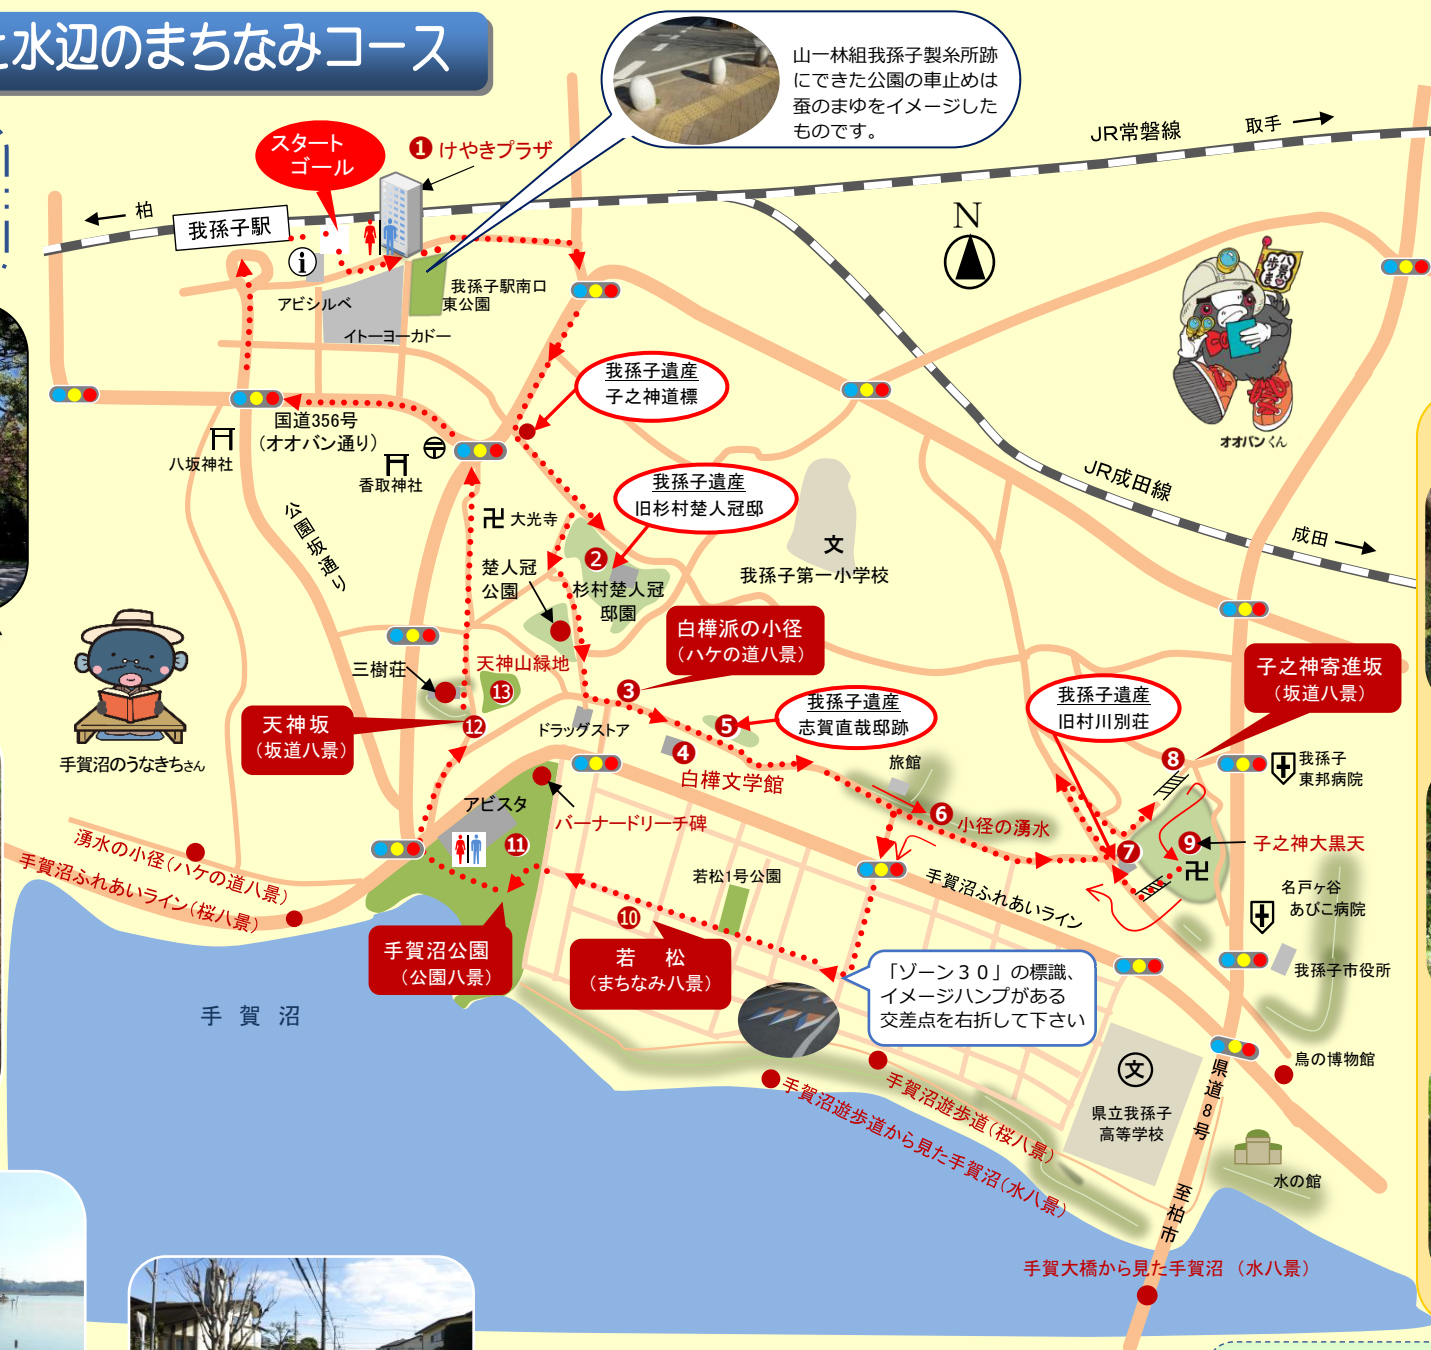 と水辺のまちなみコース
山一林組我孫子製糸所跡
にできた公園の車止めは
蚕のまゆをイメージした
ものです。
スタート
ゴール
❶ けやきプラザ
JR常磐線
取手
柏
我孫子駅
N
アビシルベ
イトーヨーカドー
我孫子駅南口
東公園
八景歩き
オオバンくん
我孫子遺産
子之神道標
国道356号
(オオバン通り)
八坂神社
香取神社
公園坂通り
大光寺
我孫子遺産
旧杉村楚人冠邸
JR成田線
成田
文
我孫子第一小学校
楚人冠
公園
❷
杉村楚人冠
邸園
白樺派の小径
(ハケの道八景)
子之神寄進坂
(坂道八景)
三樹荘
天神山緑地
⓭
❸
天神坂
(坂道八景)
⓬
ドラッグストア
❺
我孫子遺産
志賀直哉邸跡
❹
白樺文学館
我孫子遺産
旧村川別荘
❽
旅館
我孫子
東邦病院
手賀沼のうなきちさん
アビスタ
バーナードリーチ碑
❻ 小径の湧水
⓫
❼
❾
子之神大黒天
湧水の小径(ハケの道八景)
手賀沼ふれあいライン(桜八景)
若松1号公園
手賀沼ふれあいライン
名戸ヶ谷
あびこ病院
❿
手賀沼公園
(公園八景)
若 松
(まちなみ八景)
「ゾーン30」の標識、
イメージハンプがある
交差点を右折して下さい
我孫子市役所
手 賀 沼
文
県立我孫子
高等学校
県道8号
鳥の博物館
手賀沼遊歩道(桜八景)
手賀沼遊歩道から見た手賀沼(水八景)
水の館
至柏市
手賀大橋から見た手賀沼 (水八景)